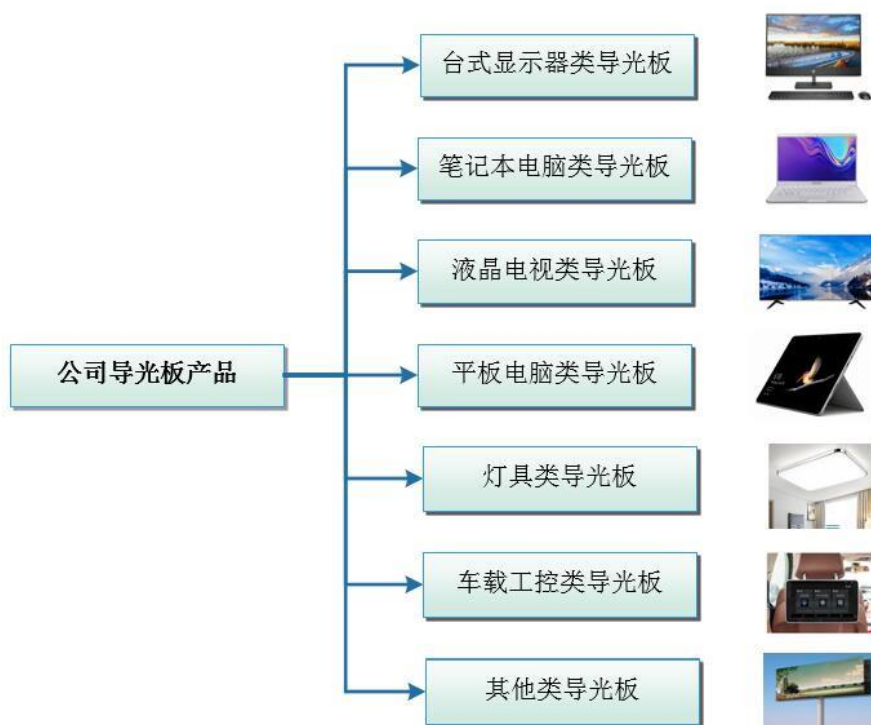 台式显示器类导光板
笔记本电脑类导光板
液晶电视类导光板
公司导光板产品
平板电脑类导光板
灯具类导光板
车载工控类导光板
其他类导光板